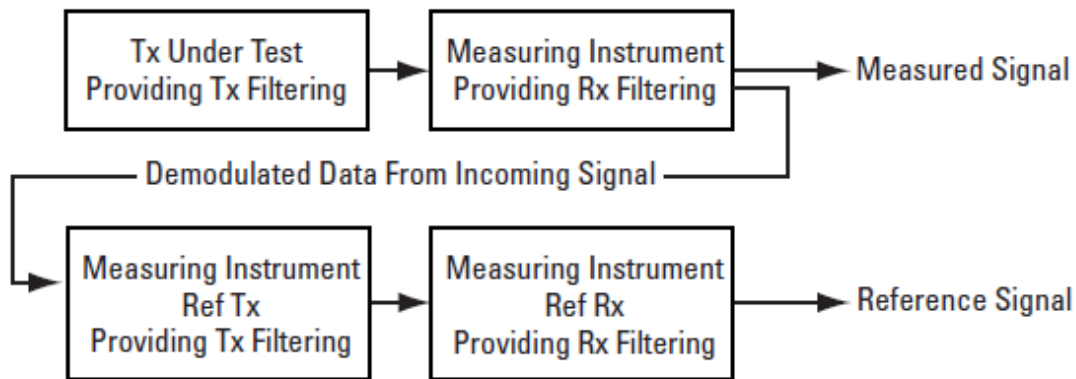 Tx Under Test
Providing Tx Filtering
Measuring Instrument
Providing Rx Filtering
Measured Signal
Demodulated Data From Incoming Signal
Measuring Instrument
Ref Tx
Providing Tx Filtering
Measuring Instrument
Ref Rx
Providing Rx Filtering
Reference Signal